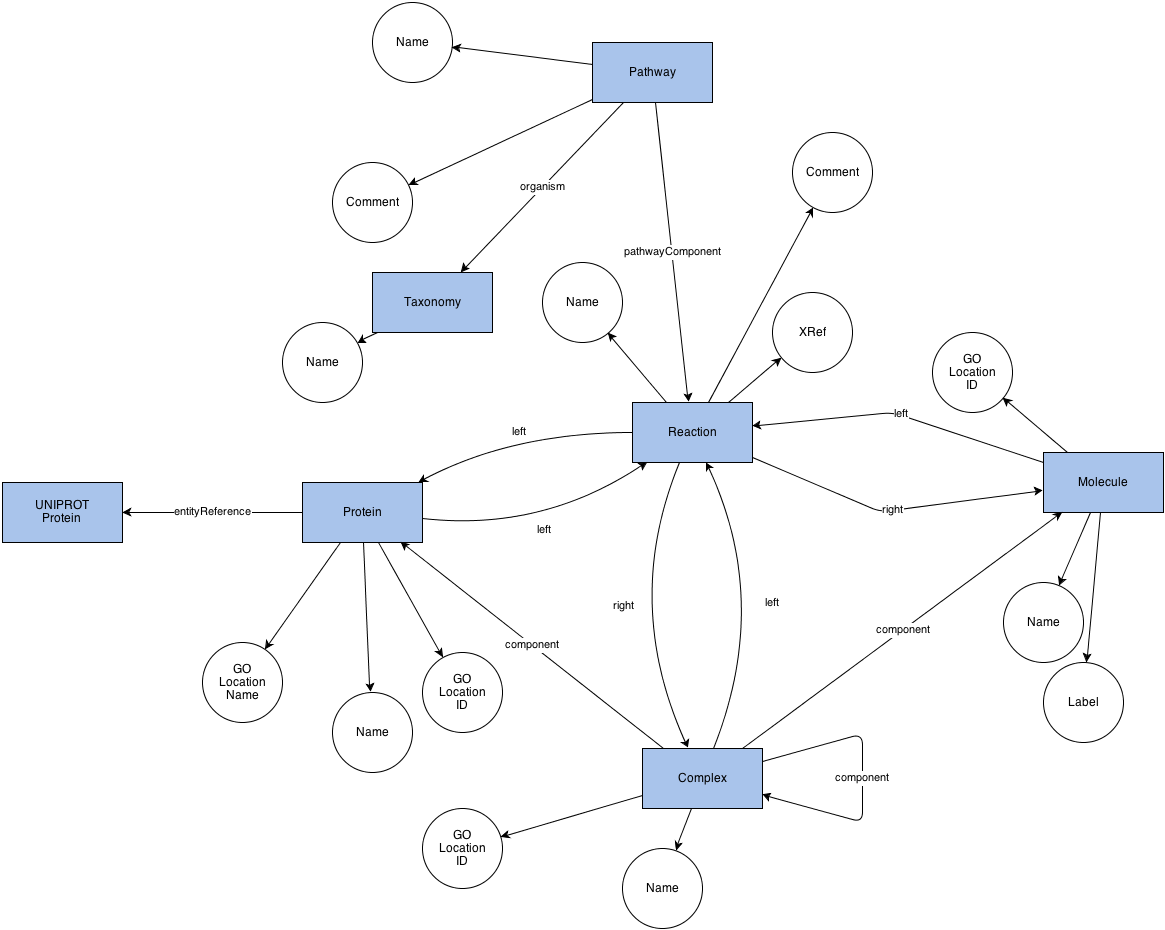 Name
Pathway
Comment
Comment
organism
pathwayComponent
Taxonomy
Name
XRef
Name
GO
Location
ID
left
Reaction
left
Molecule
UNIPROT
Protein
entityReference
Protein
right
left
right
left
component
component
Name
GO
Location
Name
GO
Location
ID
Name
Label
Complex
component
GO
Location
ID
Name